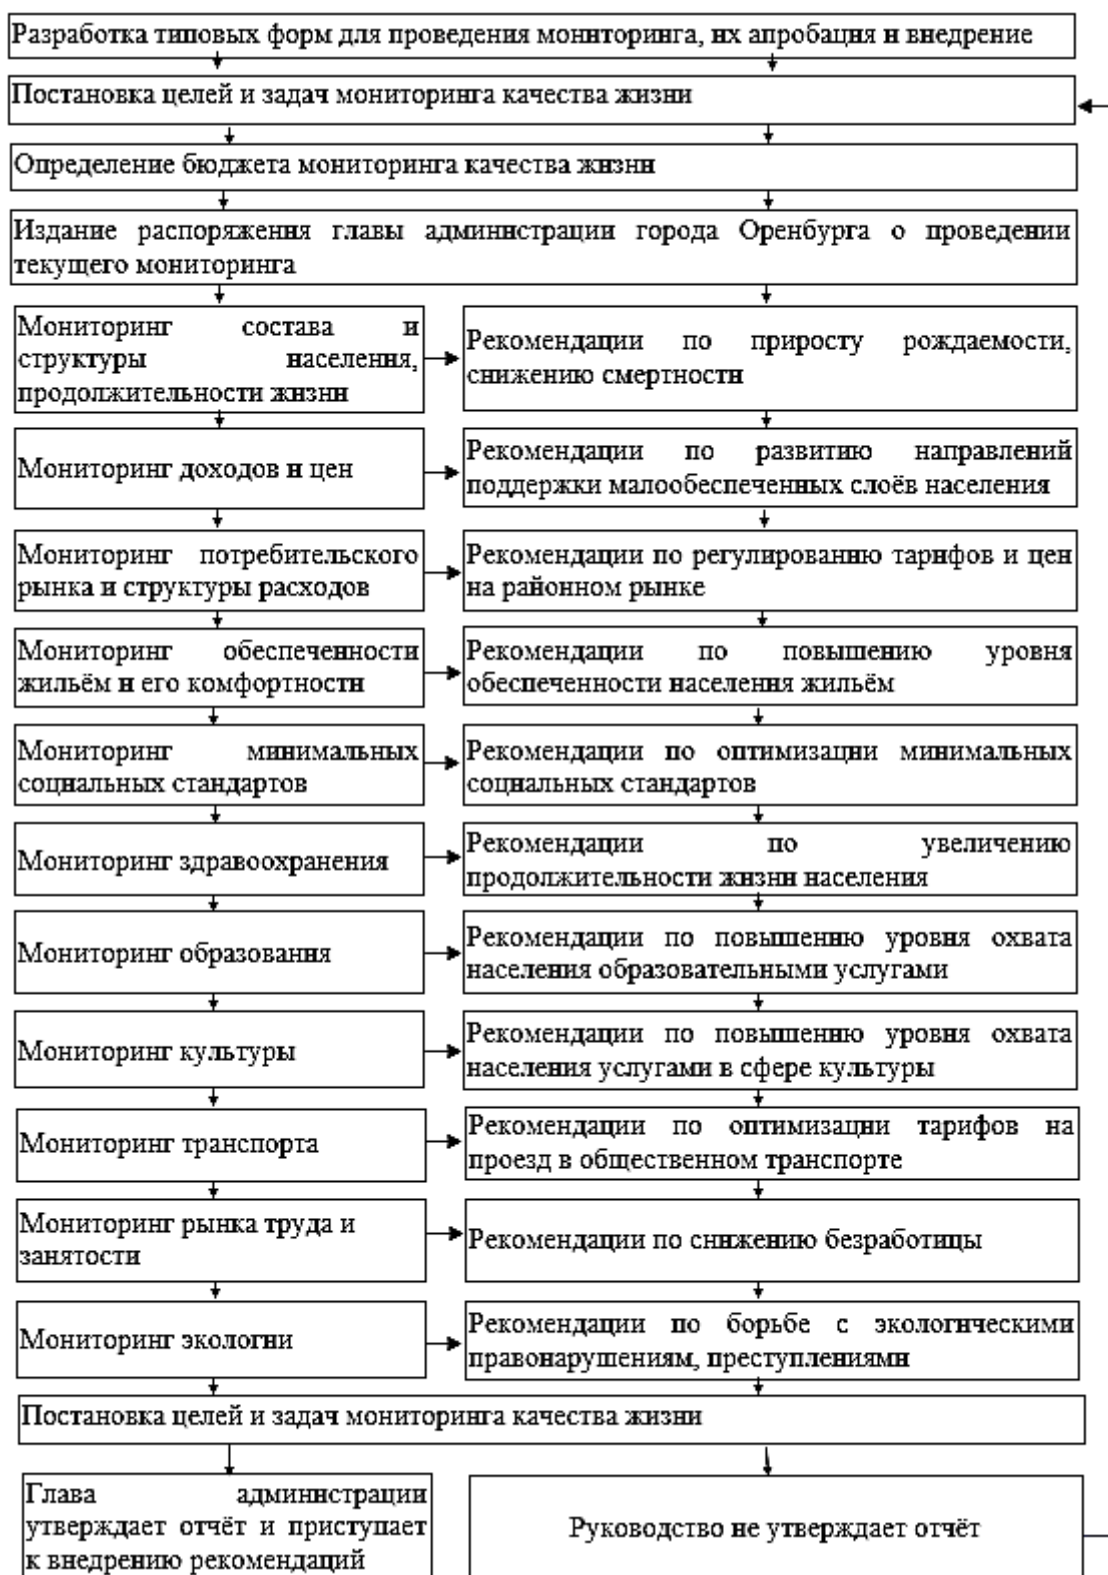 Разработка типовых форм для проведения мониторинга, их апробация и внедрение
Постановка целей и задач мониторинга качества жизни
Определение бюджета мониторинга качества жизни
Издание распоряжения главы администрации города Оренбурга о проведении
текущего мониторинга
Мониторинг состава и
структуры населения,
продолжительности жизни
Рекомендации по приросту рождаемости,
снижению смертности
Мониторинг доходов и цен
Рекомендации по развитию направлений
поддержки малообеспеченных слоёв населения
Мониторинг потребительского
рынка и структуры расходов
Рекомендации по регулированию тарифов и цен
на районном рынке
Мониторинг обеспеченности
жильём и его комфортности
Рекомендации по повышению уровня
обеспеченности населения жильём
Мониторинг минимальных
социальных стандартов
Рекомендации по оптимизации минимальных
социальных стандартов
Мониторинг здравоохранения
Рекомендации по увеличению
продолжительности жизни населения
Мониторинг образования
Рекомендации по повышению уровня охвата
населения образовательными услугами
Мониторинг культуры
Рекомендации по повышению уровня охвата
населения услугами в сфере культуры
Мониторинг транспорта
Рекомендации по оптимизации тарифов на
проезд в общественном транспорте
Мониторинг рынка труда и
занятости
Рекомендации по снижению безработицы
Мониторинг экологии
Рекомендации по борьбе с экологическими
правонарушениям, преступлениями
Постановка целей и задач мониторинга качества жизни
Глава администрации
утверждает отчёт и приступает
к внедрению рекомендаций
Руководство не утверждает отчёт